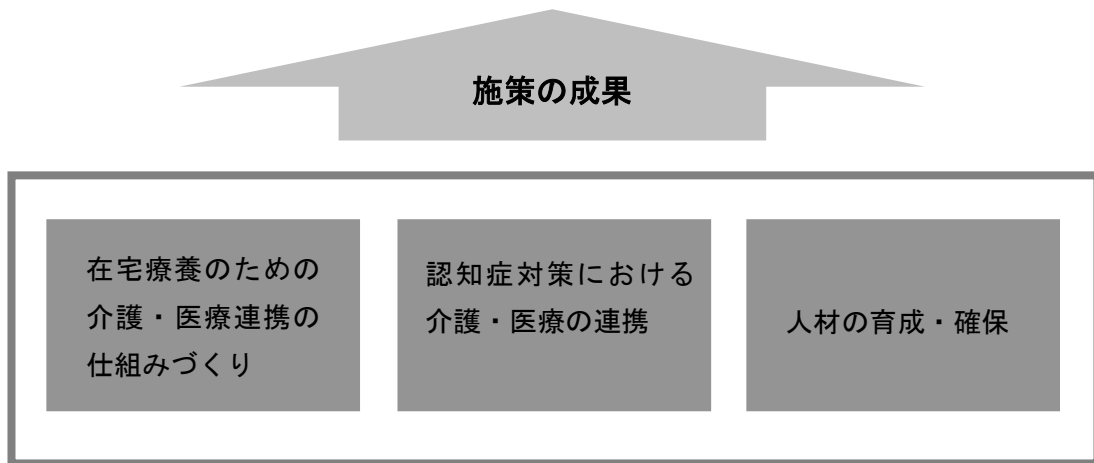 施策の成果
在宅療養のための
介護・医療連携の
仕組みづくり
認知症対策における
介護・医療の連携
人材の育成・確保